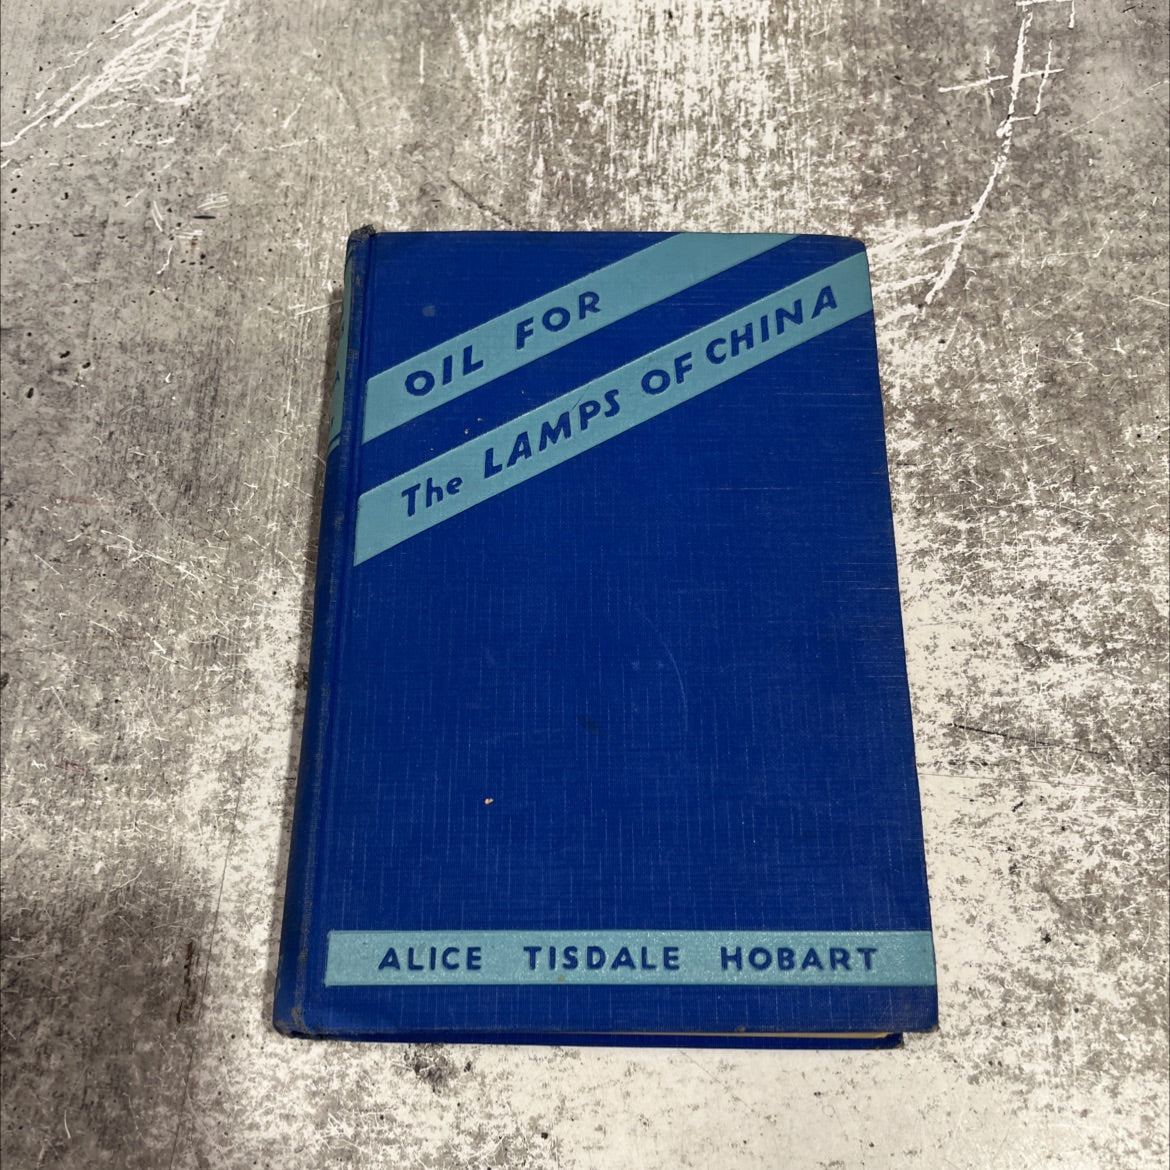 OIL FOR
The LAMPS OF CHINA
ALICE TISDALE HOBART